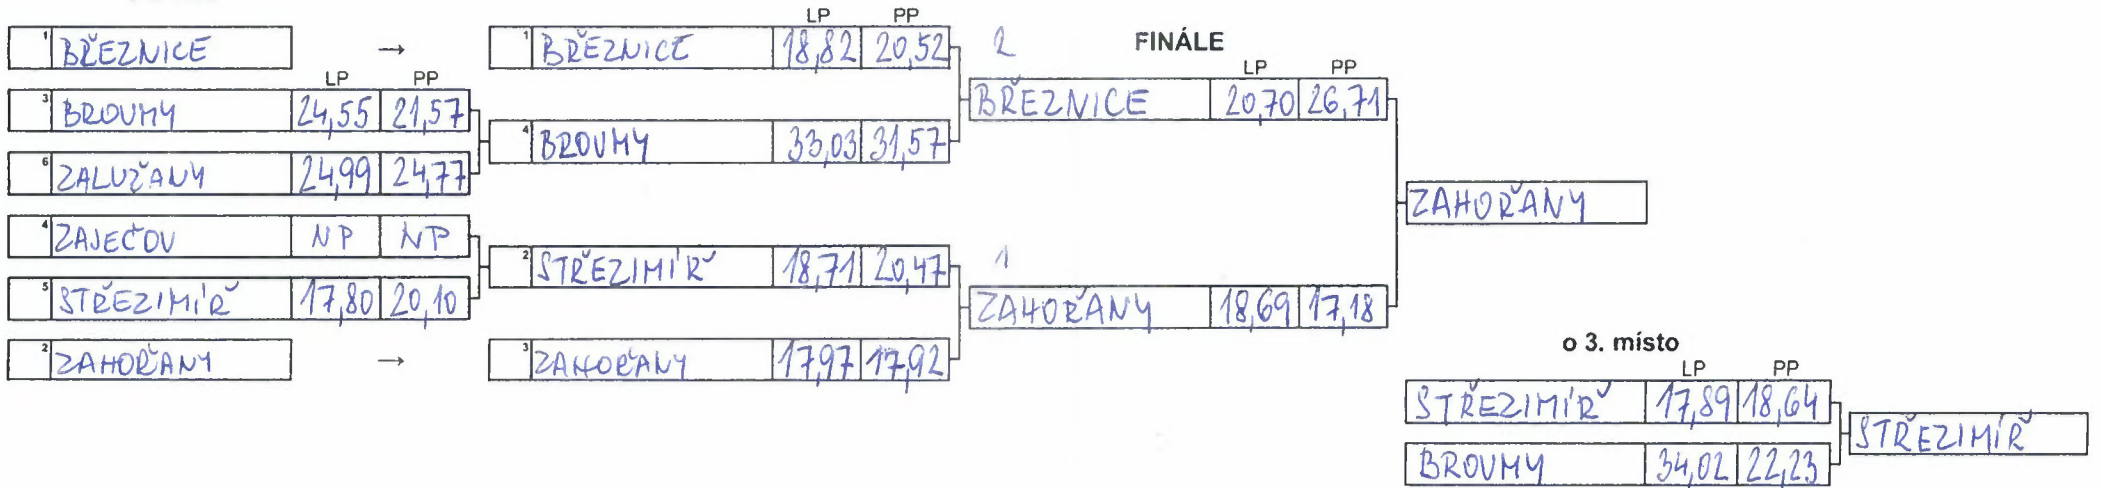 LP PP
1 BŘEZNICE → 1 BŘEZNICE 18,82 20,52 2 FINÁLE
LP PP LP PP
3 BROUMY 24,55 21,57 BŘEZNICE 20,70 26,71
4 BROUMY 33,03 31,57
6 ZALUŽANY 24,99 24,77
ZAHOŘANY
4 ZAJEČOV NP NP
2 STŘEZIMÍŘ 18,71 20,47 1
5 STŘEZIMÍŘ 17,80 20,10 ZAHOŘANY 18,69 17,18
2 ZAHOŘANY → 3 ZAHOŘANY 17,97 17,92 o 3. místo
LP PP
STŘEZIMÍŘ 17,89 18,64
STŘEZIMÍŘ
BROUMY 34,02 22,23